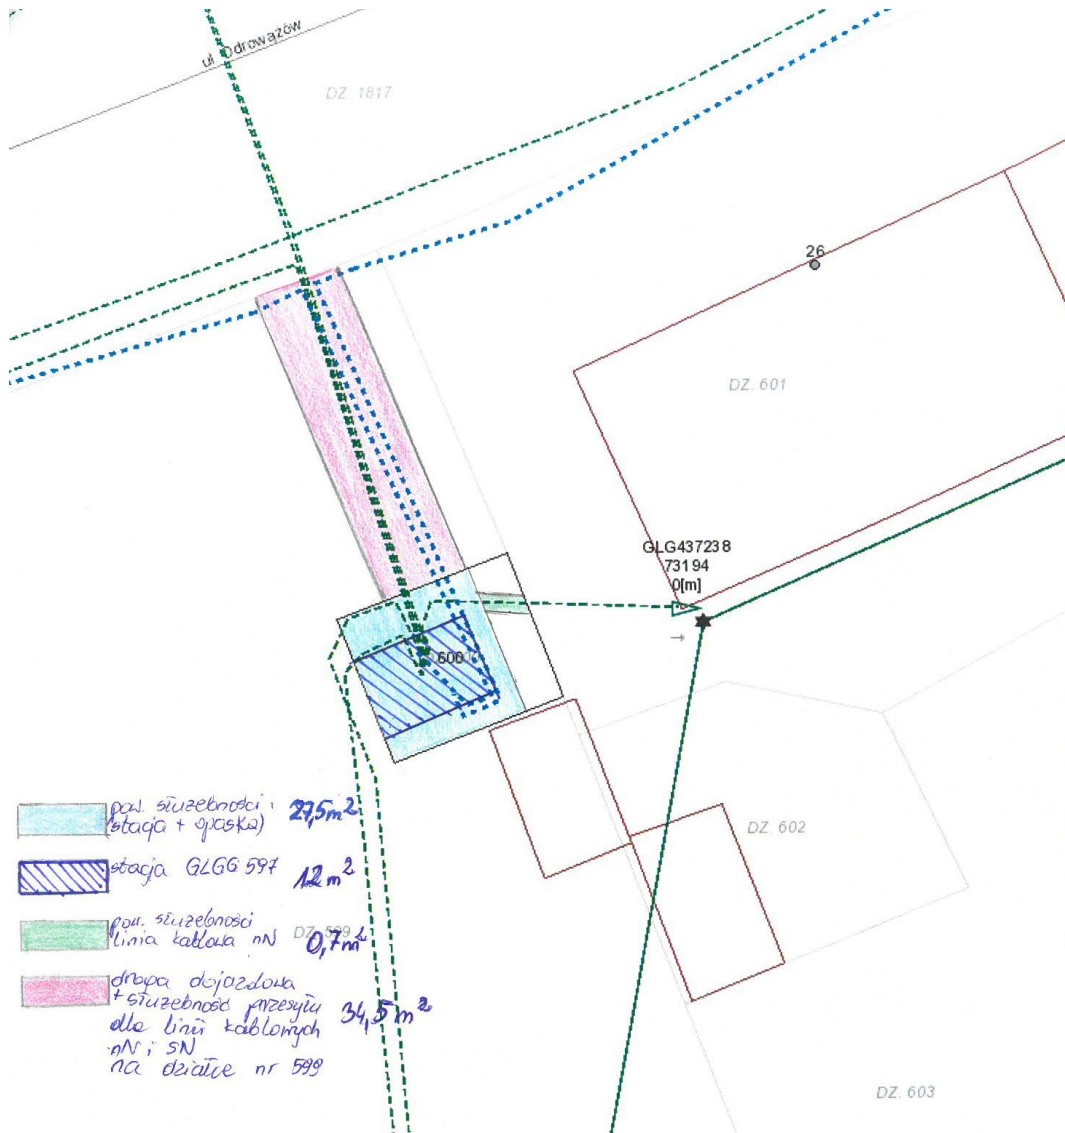 ul. Odrowążów
DZ. 1817
26
DZ. 601
GLG437238
73194
0[m]
600
pow. służebności
(stacja + opaska) 27,5m²
DZ. 602
stacja GLGG 597 12m²
pow. służebności
linia kablowa nN 0,7m²
DZ. 599
droga dojazdowa
+ służebność przesyłu 34,5m²
dla linii kablowych
nN i SN
na działce nr 599
DZ. 603